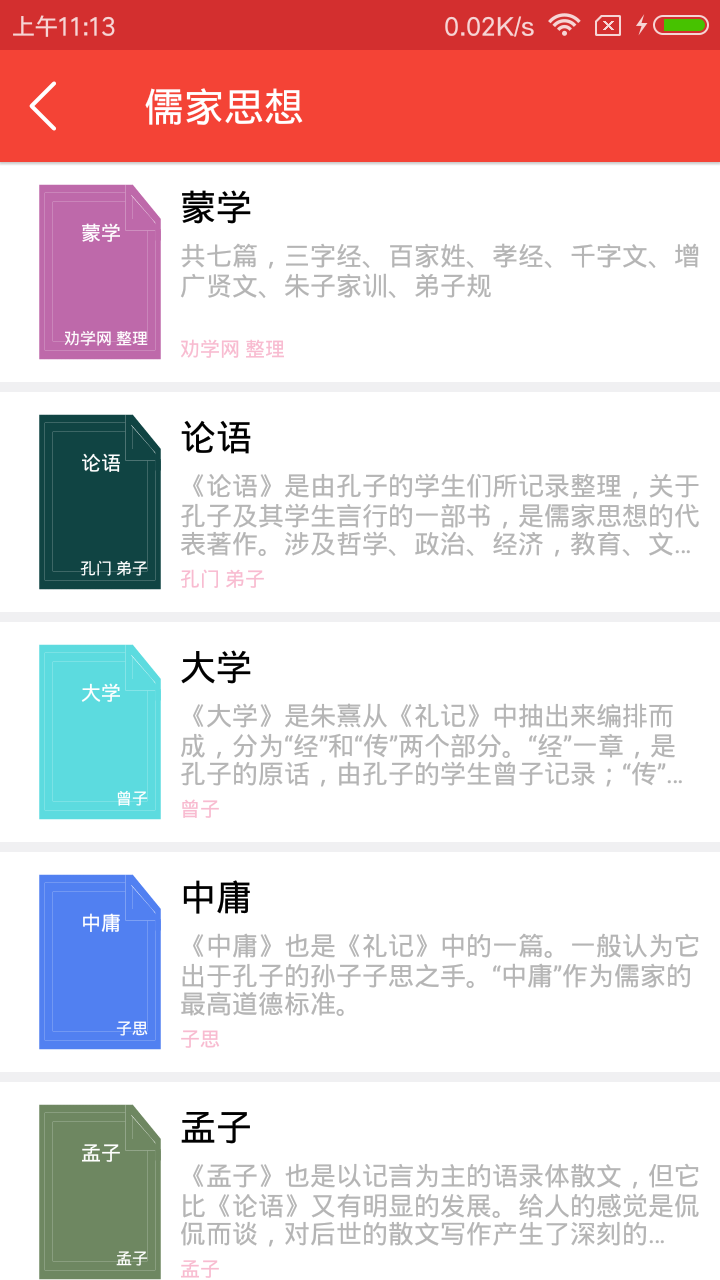 上午11:13
0.02K/s
儒家思想
蒙学
劝学网 整理
蒙学
共七篇，三字经、百家姓、孝经、千字文、增
广贤文、朱子家训、弟子规
劝学网 整理
论语
孔门 弟子
论语
《论语》是由孔子的学生们所记录整理，关于
孔子及其学生言行的一部书，是儒家思想的代
表著作。涉及哲学、政治、经济，教育、文...
孔门 弟子
大学
曾子
大学
《大学》是朱熹从《礼记》中抽出来编排而
成，分为“经”和“传”两个部分。“经”一章，是
孔子的原话，由孔子的学生曾子记录；“传”...
曾子
中庸
子思
中庸
《中庸》也是《礼记》中的一篇。一般认为它
出于孔子的孙子子思之手。“中庸”作为儒家的
最高道德标准。
子思
孟子
孟子
孟子
《孟子》也是以记言为主的语录体散文，但它
比《论语》又有明显的发展。给人的感觉是侃
侃而谈，对后世的散文写作产生了深刻的...
孟子